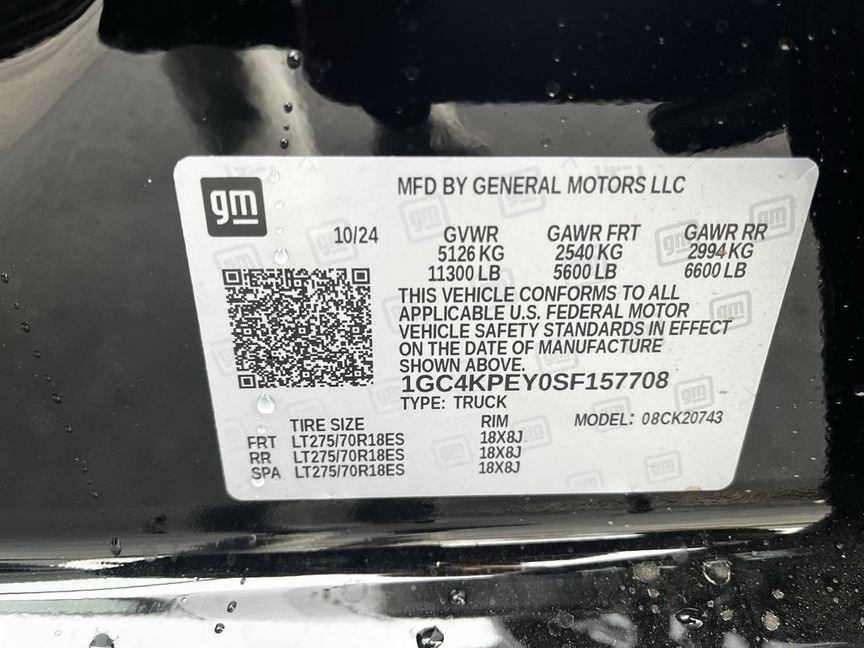 gm
MFD BY GENERAL MOTORS LLC
10/24
GVWR GAWR FRT GAWR RR
5126 KG 2540 KG 2994 KG
11300 LB 5600 LB 6600 LB
THIS VEHICLE CONFORMS TO ALL
APPLICABLE U.S. FEDERAL MOTOR
VEHICLE SAFETY STANDARDS IN EFFECT
ON THE DATE OF MANUFACTURE
SHOWN ABOVE.
1GC4KPEY0SF157708
TYPE: TRUCK
TIRE SIZE RIM MODEL: 08CK20743
FRT LT275/70R18ES 18X8J
RR LT275/70R18ES 18X8J
SPA LT275/70R18ES 18X8J